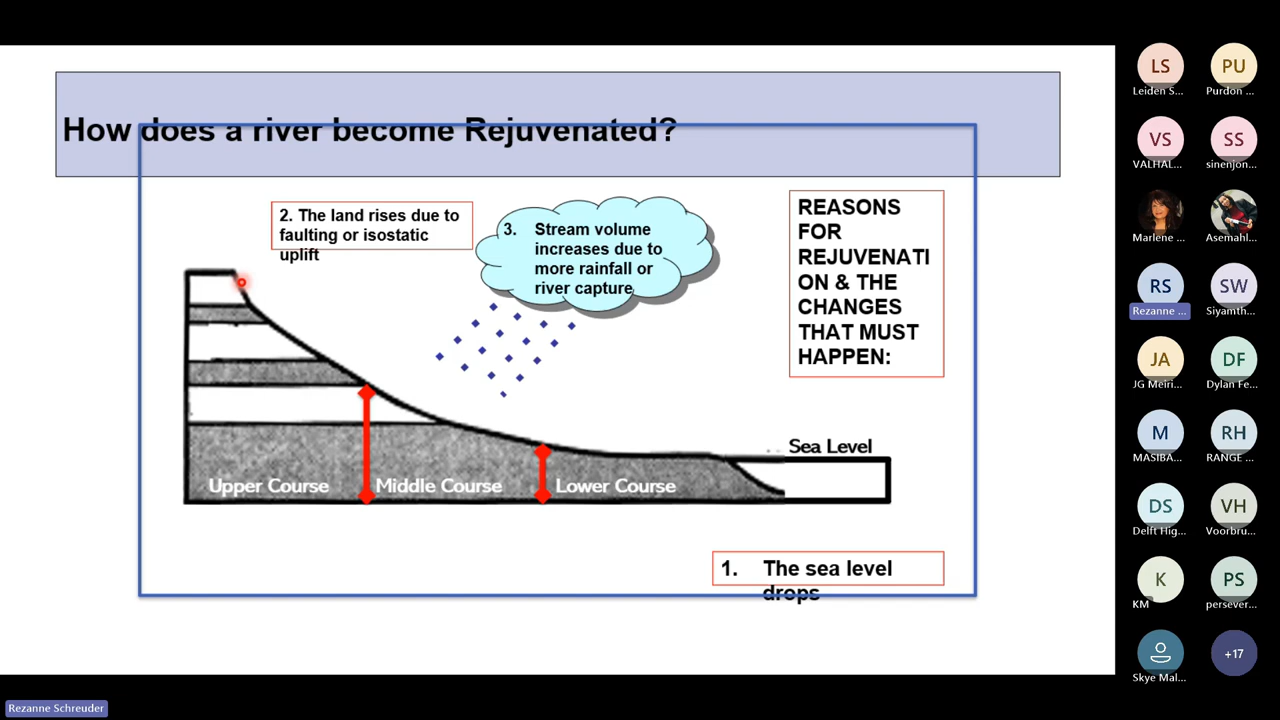 How does a river become Rejuvenated?
2. The land rises due to
faulting or isostatic
uplift
3. Stream volume
increases due to
more rainfall or
river capture
REASONS
FOR
REJUVENATI
ON & THE
CHANGES
THAT MUST
HAPPEN:
Sea Level
Upper Course
Middle Course
Lower Course
1. The sea level
drops
LS
Leiden S...
PU
Purdon ...
VS
VALHAL...
SS
sinenjon...
Marlene ...
Asemahl...
RS
Rezanne ...
SW
Siyamth...
JA
JG Meiri...
DF
Dylan Fe...
M
MASIBA...
RH
RANGE ...
DS
Delft Hig...
VH
Voorbru...
K
KM
PS
persever...
Skye Mal...
+17
Rezanne Schreuder